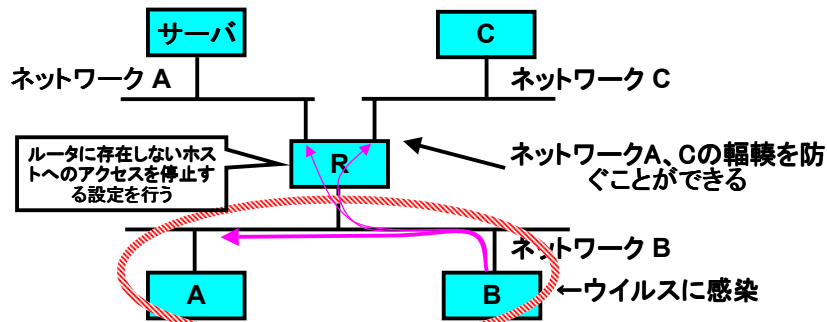 サーバ
C
ネットワーク A
ネットワーク C
ルータに存在しないホス
トへのアクセスを停止す
る設定を行う
R
ネットワークA、Cの輻輳を防
ぐことができる
ネットワーク B
A
B
←ウイルスに感染